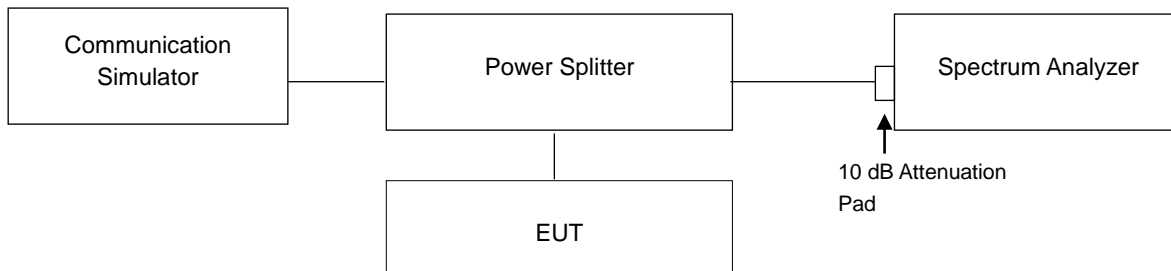 Communication
Simulator
Power Splitter
Spectrum Analyzer
10 dB Attenuation
Pad
EUT